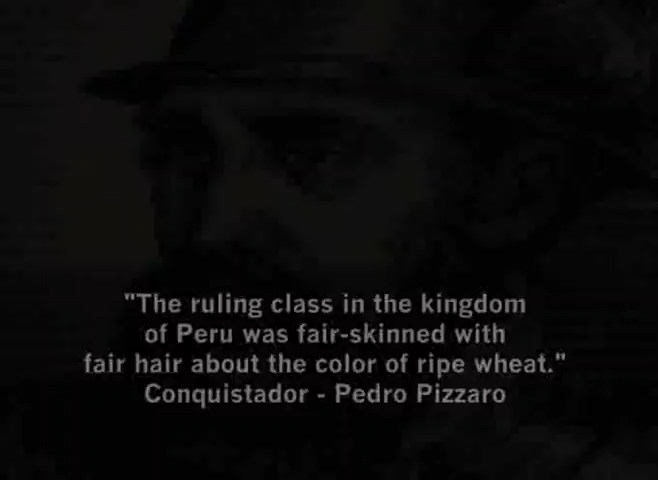 "The ruling class in the kingdom
of Peru was fair-skinned with
fair hair about the color of ripe wheat."
Conquistador - Pedro Pizzaro